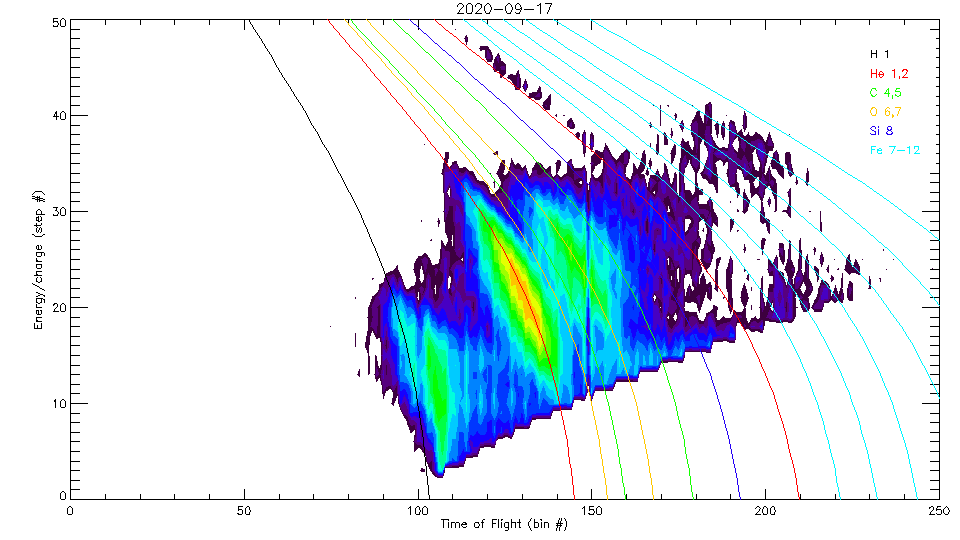 2020-09-17
50
40
30
20
10
0
Energy/charge (step #)
H 1
He 1,2
C 4,5
O 6,7
Si 8
Fe 7-12
0 50 100 150 200 250
Time of Flight (bin #)